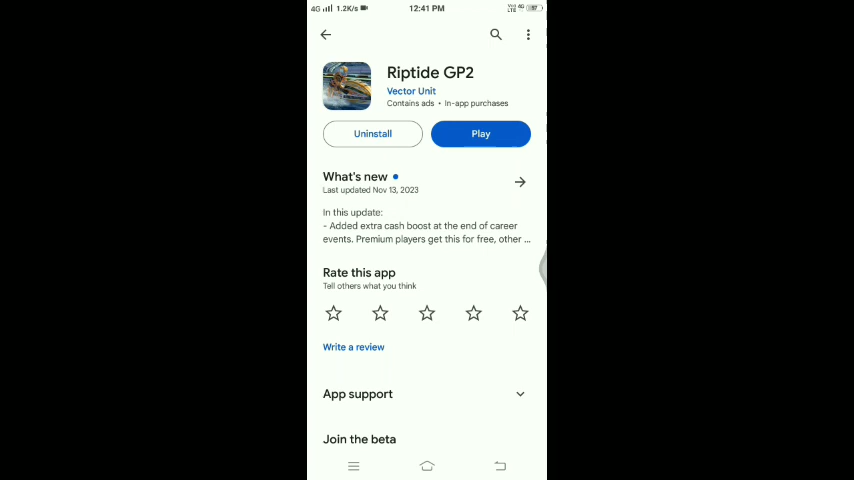 4G 1.2K/s 12:41 PM 4G
LTE
Riptide GP2
Vector Unit
Contains ads • In-app purchases
Uninstall Play
What's new •
Last updated Nov 13, 2023
In this update:
- Added extra cash boost at the end of career
events. Premium players get this for free, other ...
Rate this app
Tell others what you think
Write a review
App support
Join the beta